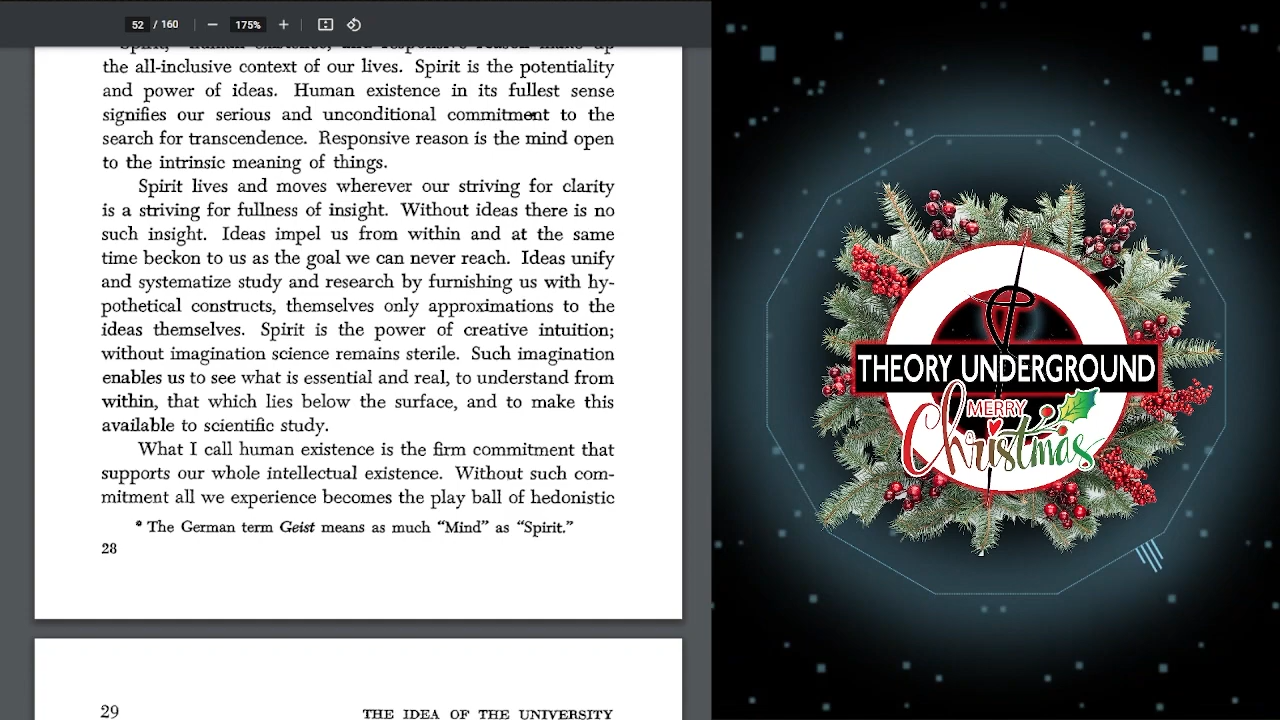 52 / 160
175%
Spirit," human existence, and responsive reason make up
the all-inclusive context of our lives. Spirit is the potentiality
and power of ideas. Human existence in its fullest sense
signifies our serious and unconditional commitment to the
search for transcendence. Responsive reason is the mind open
to the intrinsic meaning of things.
Spirit lives and moves wherever our striving for clarity
is a striving for fullness of insight. Without ideas there is no
such insight. Ideas impel us from within and at the same
time beckon to us as the goal we can never reach. Ideas unify
and systematize study and research by furnishing us with hy-
pothetical constructs, themselves only approximations to the
ideas themselves. Spirit is the power of creative intuition;
without imagination science remains sterile. Such imagination
enables us to see what is essential and real, to understand from
within, that which lies below the surface, and to make this
available to scientific study.
What I call human existence is the firm commitment that
supports our whole intellectual existence. Without such com-
mitment all we experience becomes the play ball of hedonistic
* The German term Geist means as much “Mind” as “Spirit.”
28
29 THE IDEA OF THE UNIVERSITY
THEORY UNDERGROUND
MERRY
Christmas